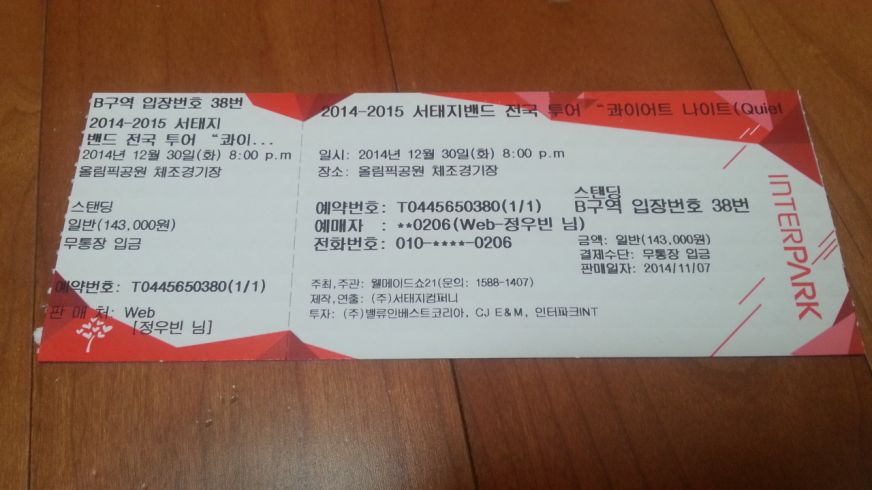 B구역 입장번호 38번
2014-2015 서태지
밴드 전국 투어 “콰이...
2014년 12월 30일(화) 8:00 p.m
올림픽공원 체조경기장
스탠딩
일반(143,000원)
무통장 입금
예약번호: T0445650380(1/1)
판 매 처: Web
[정우빈 님]
2014-2015 서태지밴드 전국 투어 “콰이어트 나이트(Quiet
일시: 2014년 12월 30일(화) 8:00 p.m
장소: 올림픽공원 체조경기장
예약번호: T0445650380(1/1)
예매자 : **0206(Web-정우빈 님)
전화번호: 010-****-0206
스탠딩
B구역 입장번호 38번
금액: 일반(143,000원)
결제수단: 무통장 입금
판매일자: 2014/11/07
주최,주관: 웰메이드쇼21(문의: 1588-1407)
제작,연출: (주)서태지컴퍼니
투자: (주)밸류인베스트코리아, CJ E&M, 인터파크INT
INTERPARK